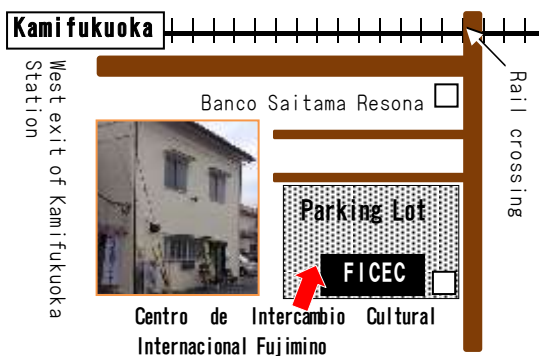 Kamifukuoka
West exit of Kamifukuoka
Station
Rail crossing
Banco Saitama Resona
Parking Lot
FICEC
Centro de Intercambio Cultural
Internacional Fujimino